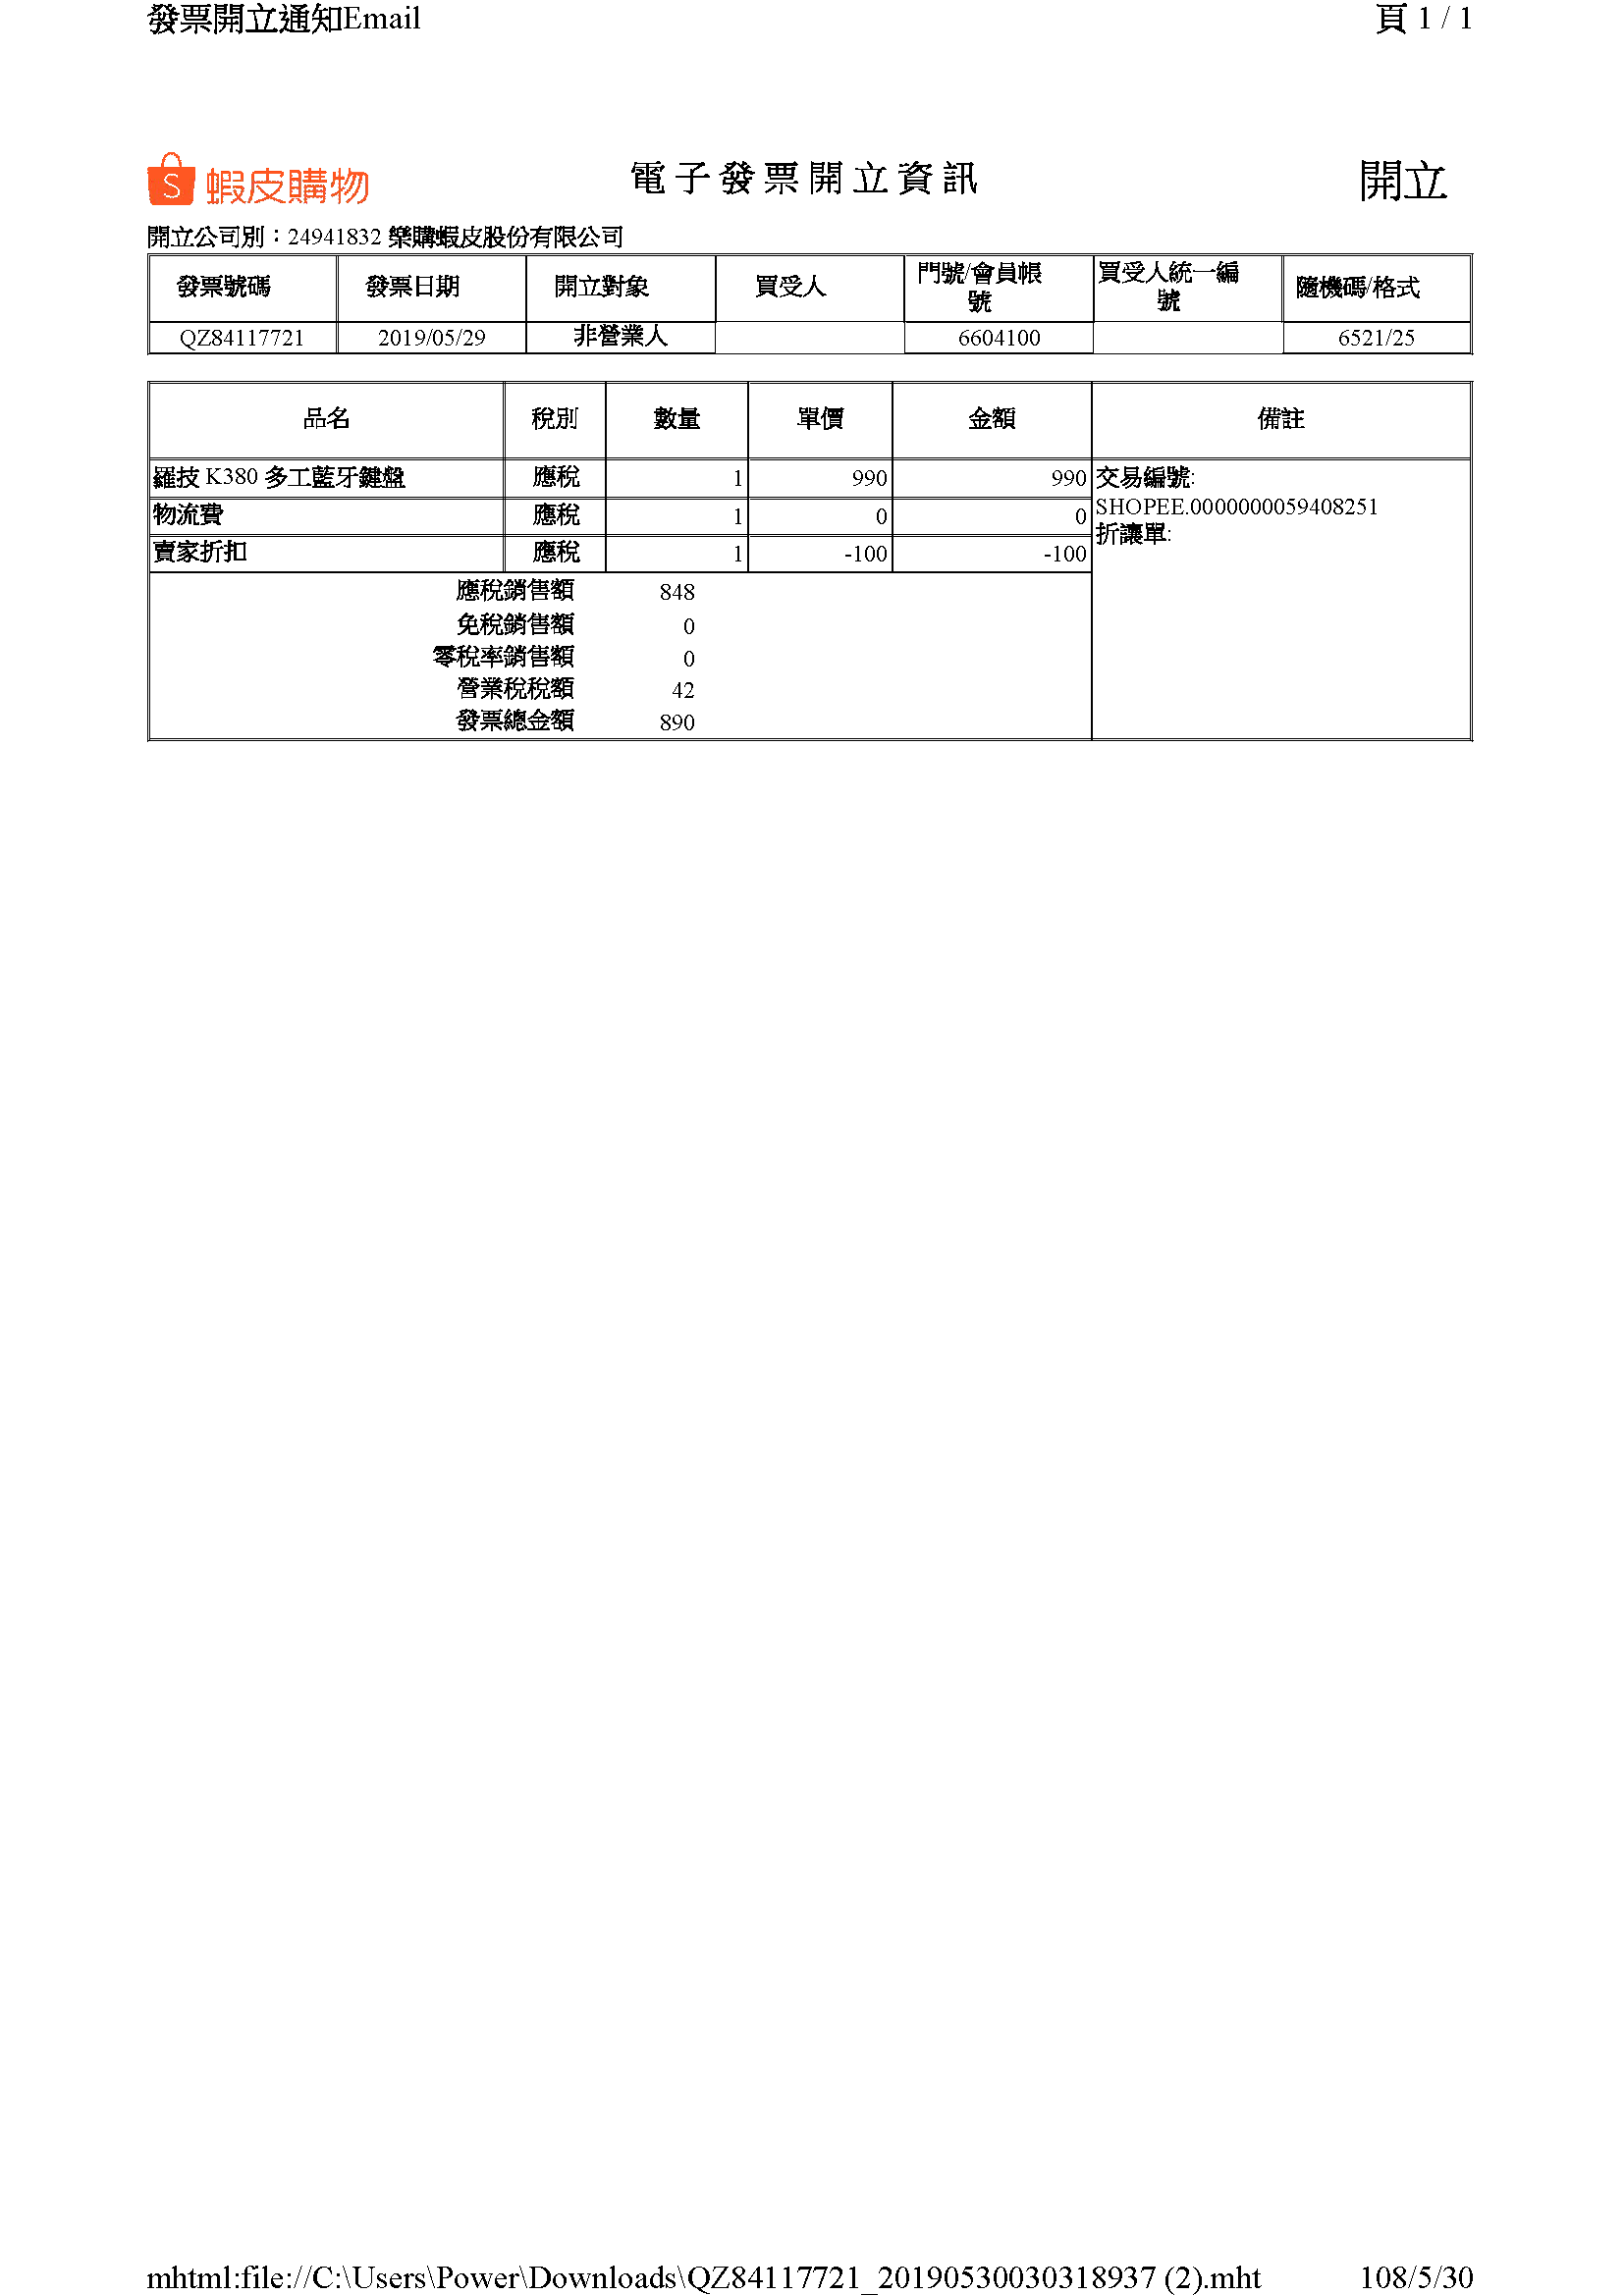 發票開立通知Email 頁 1 / 1
蝦皮購物 電子發票開立資訊 開立
開立公司別：24941832 樂購蝦皮股份有限公司
發票號碼 發票日期 開立對象 買受人 門號/會員帳號 買受人統一編號 隨機碼/格式
QZ84117721 2019/05/29 非營業人 6604100 6521/25
品名 稅別 數量 單價 金額 備註
羅技 K380 多工藍牙鍵盤 應稅 1 990 990 交易編號:
SHOPEE.0000000059408251
物流費 應稅 1 0 0 折讓單:
賣家折扣 應稅 1 -100 -100
應稅銷售額 848
免稅銷售額 0
零稅率銷售額 0
營業稅稅額 42
發票總金額 890
mhtml:file://C:\Users\Power\Downloads\QZ84117721_20190530030318937 (2).mht 108/5/30